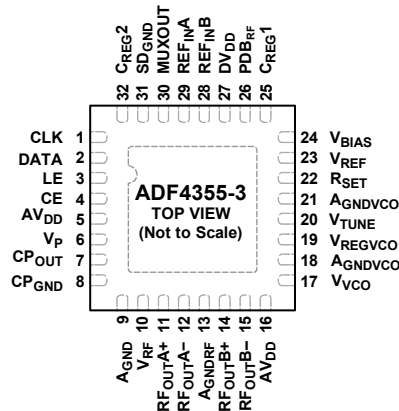 CREG2
SDGND
MUXOUT
REFINA
REFINB
DVDD
PDBRF
CREG1
32 31 30 29 28 27 26 25
CLK 1
DATA 2
LE 3
CE 4
AVDD 5
VP 6
CPOUT 7
CPGND 8
ADF4355-3
TOP VIEW
(Not to Scale)
24 VBIAS
23 VREF
22 RSET
21 AGNDVCO
20 VTUNE
19 VREGVCO
18 AGNDVCO
17 VVCO
9 10 11 12 13 14 15 16
AGND
VRF
RFOUTA+
RFOUTA−
AGNDRF
RFOUTB+
RFOUTB−
AVDD